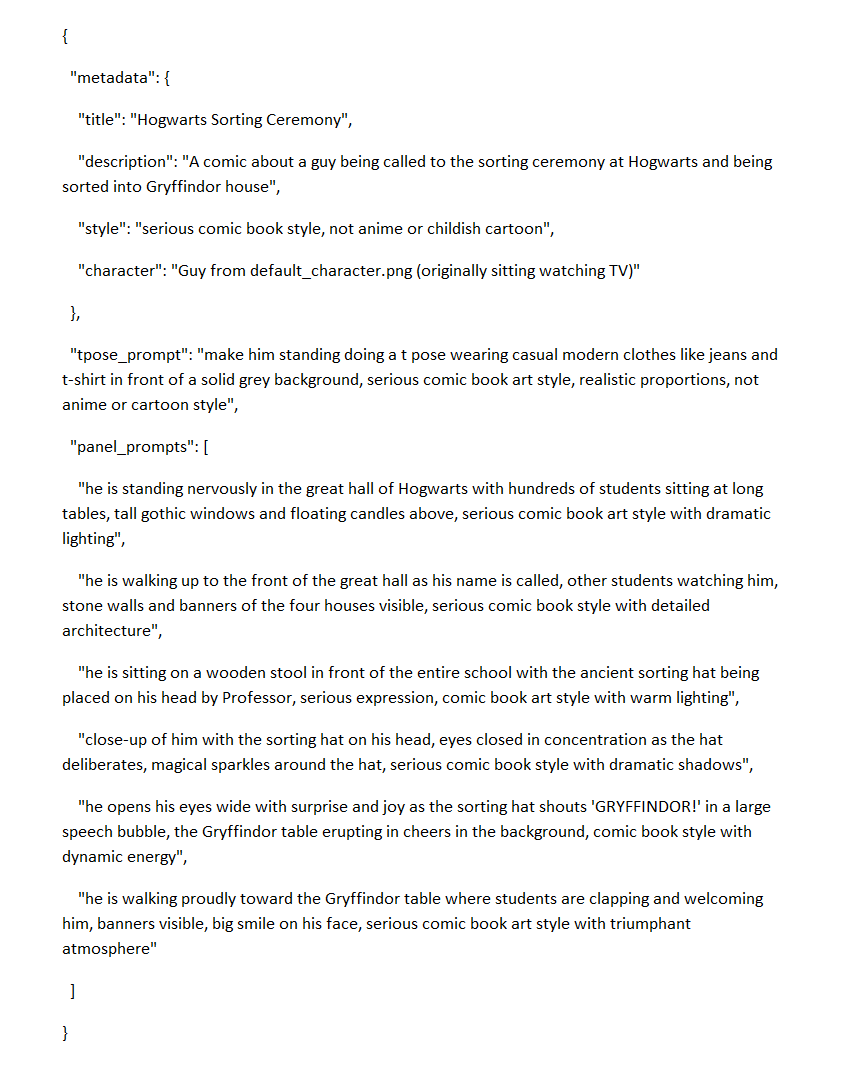 {
"metadata": {
"title": "Hogwarts Sorting Ceremony",
"description": "A comic about a guy being called to the sorting ceremony at Hogwarts and being
sorted into Gryffindor house",
"style": "serious comic book style, not anime or childish cartoon",
"character": "Guy from default_character.png (originally sitting watching TV)"
},
"tpose_prompt": "make him standing doing a t pose wearing casual modern clothes like jeans and
t-shirt in front of a solid grey background, serious comic book art style, realistic proportions, not
anime or cartoon style",
"panel_prompts": [
"he is standing nervously in the great hall of Hogwarts with hundreds of students sitting at long
tables, tall gothic windows and floating candles above, serious comic book art style with dramatic
lighting",
"he is walking up to the front of the great hall as his name is called, other students watching him,
stone walls and banners of the four houses visible, serious comic book style with detailed
architecture",
"he is sitting on a wooden stool in front of the entire school with the ancient sorting hat being
placed on his head by Professor, serious expression, comic book art style with warm lighting",
"close-up of him with the sorting hat on his head, eyes closed in concentration as the hat
deliberates, magical sparkles around the hat, serious comic book style with dramatic shadows",
"he opens his eyes wide with surprise and joy as the sorting hat shouts 'GRYFFINDOR!' in a large
speech bubble, the Gryffindor table erupting in cheers in the background, comic book style with
dynamic energy",
"he is walking proudly toward the Gryffindor table where students are clapping and welcoming
him, banners visible, big smile on his face, serious comic book art style with triumphant
atmosphere"
]
}